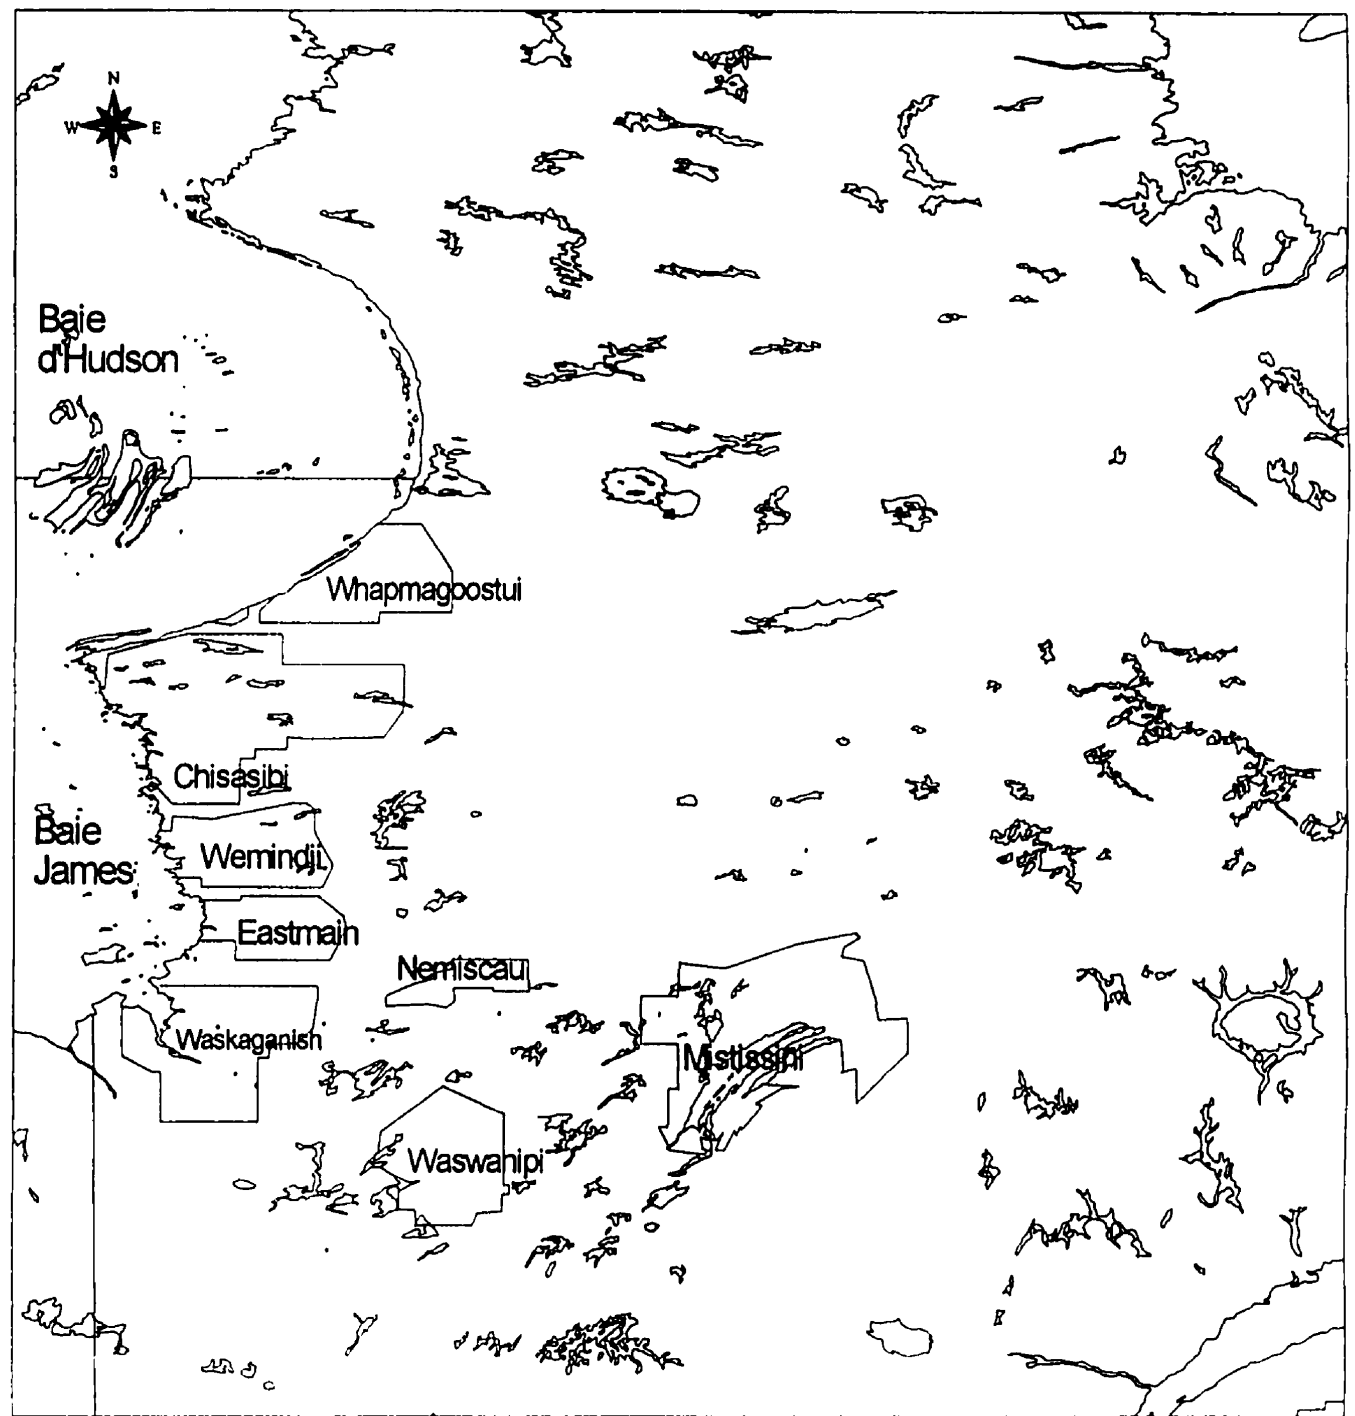 N
W E
S
Baie
d'Hudson
Whapmagoostui
Chisasibi
Baie
James
Wemindji
Eastmain
Nemiscau
Waskaganish
Mistissini
Waswanipi